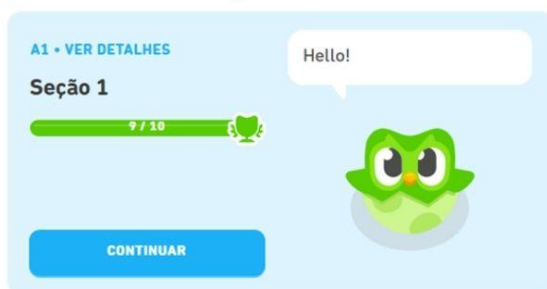 A1 • VER DETALHES
Seção 1
9 / 10
CONTINUAR
Hello!